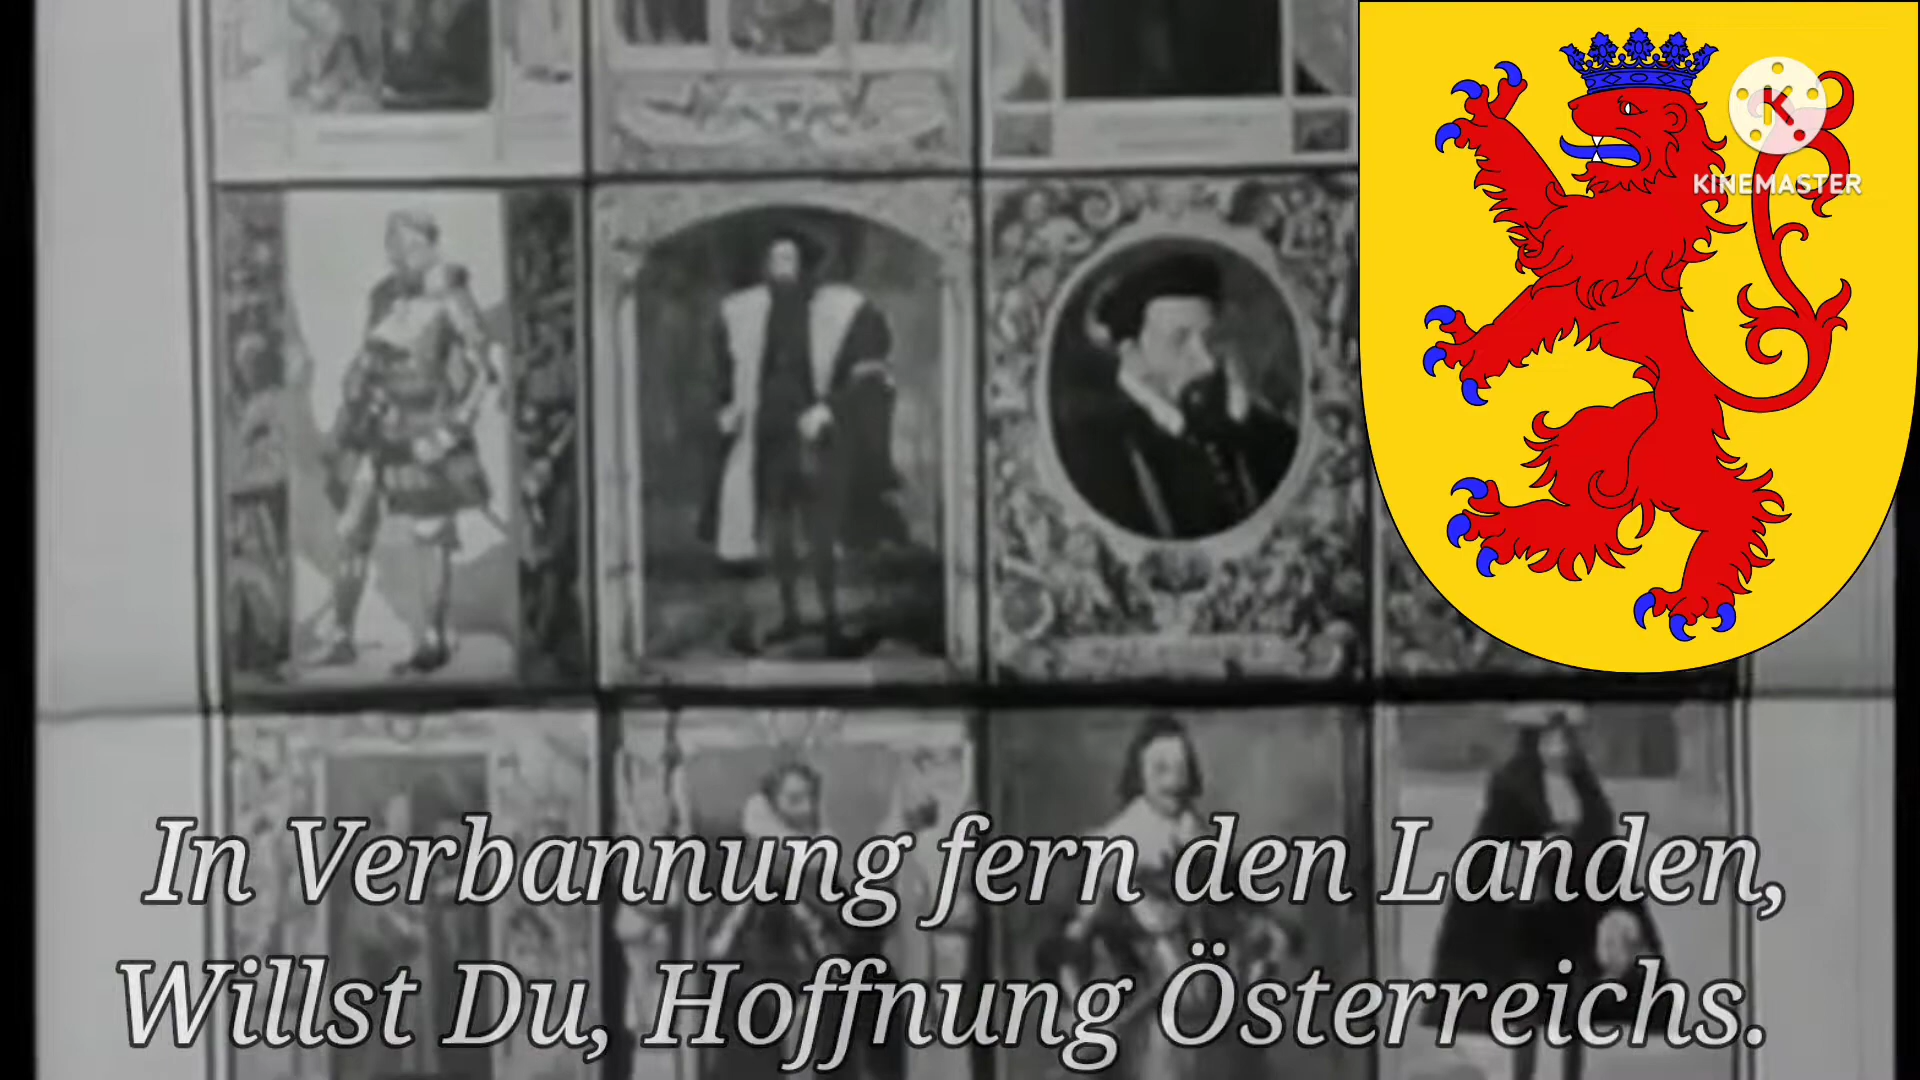 KINEMASTER
In Verbannung fern den Landen,
Willst Du, Hoffnung Österreichs.